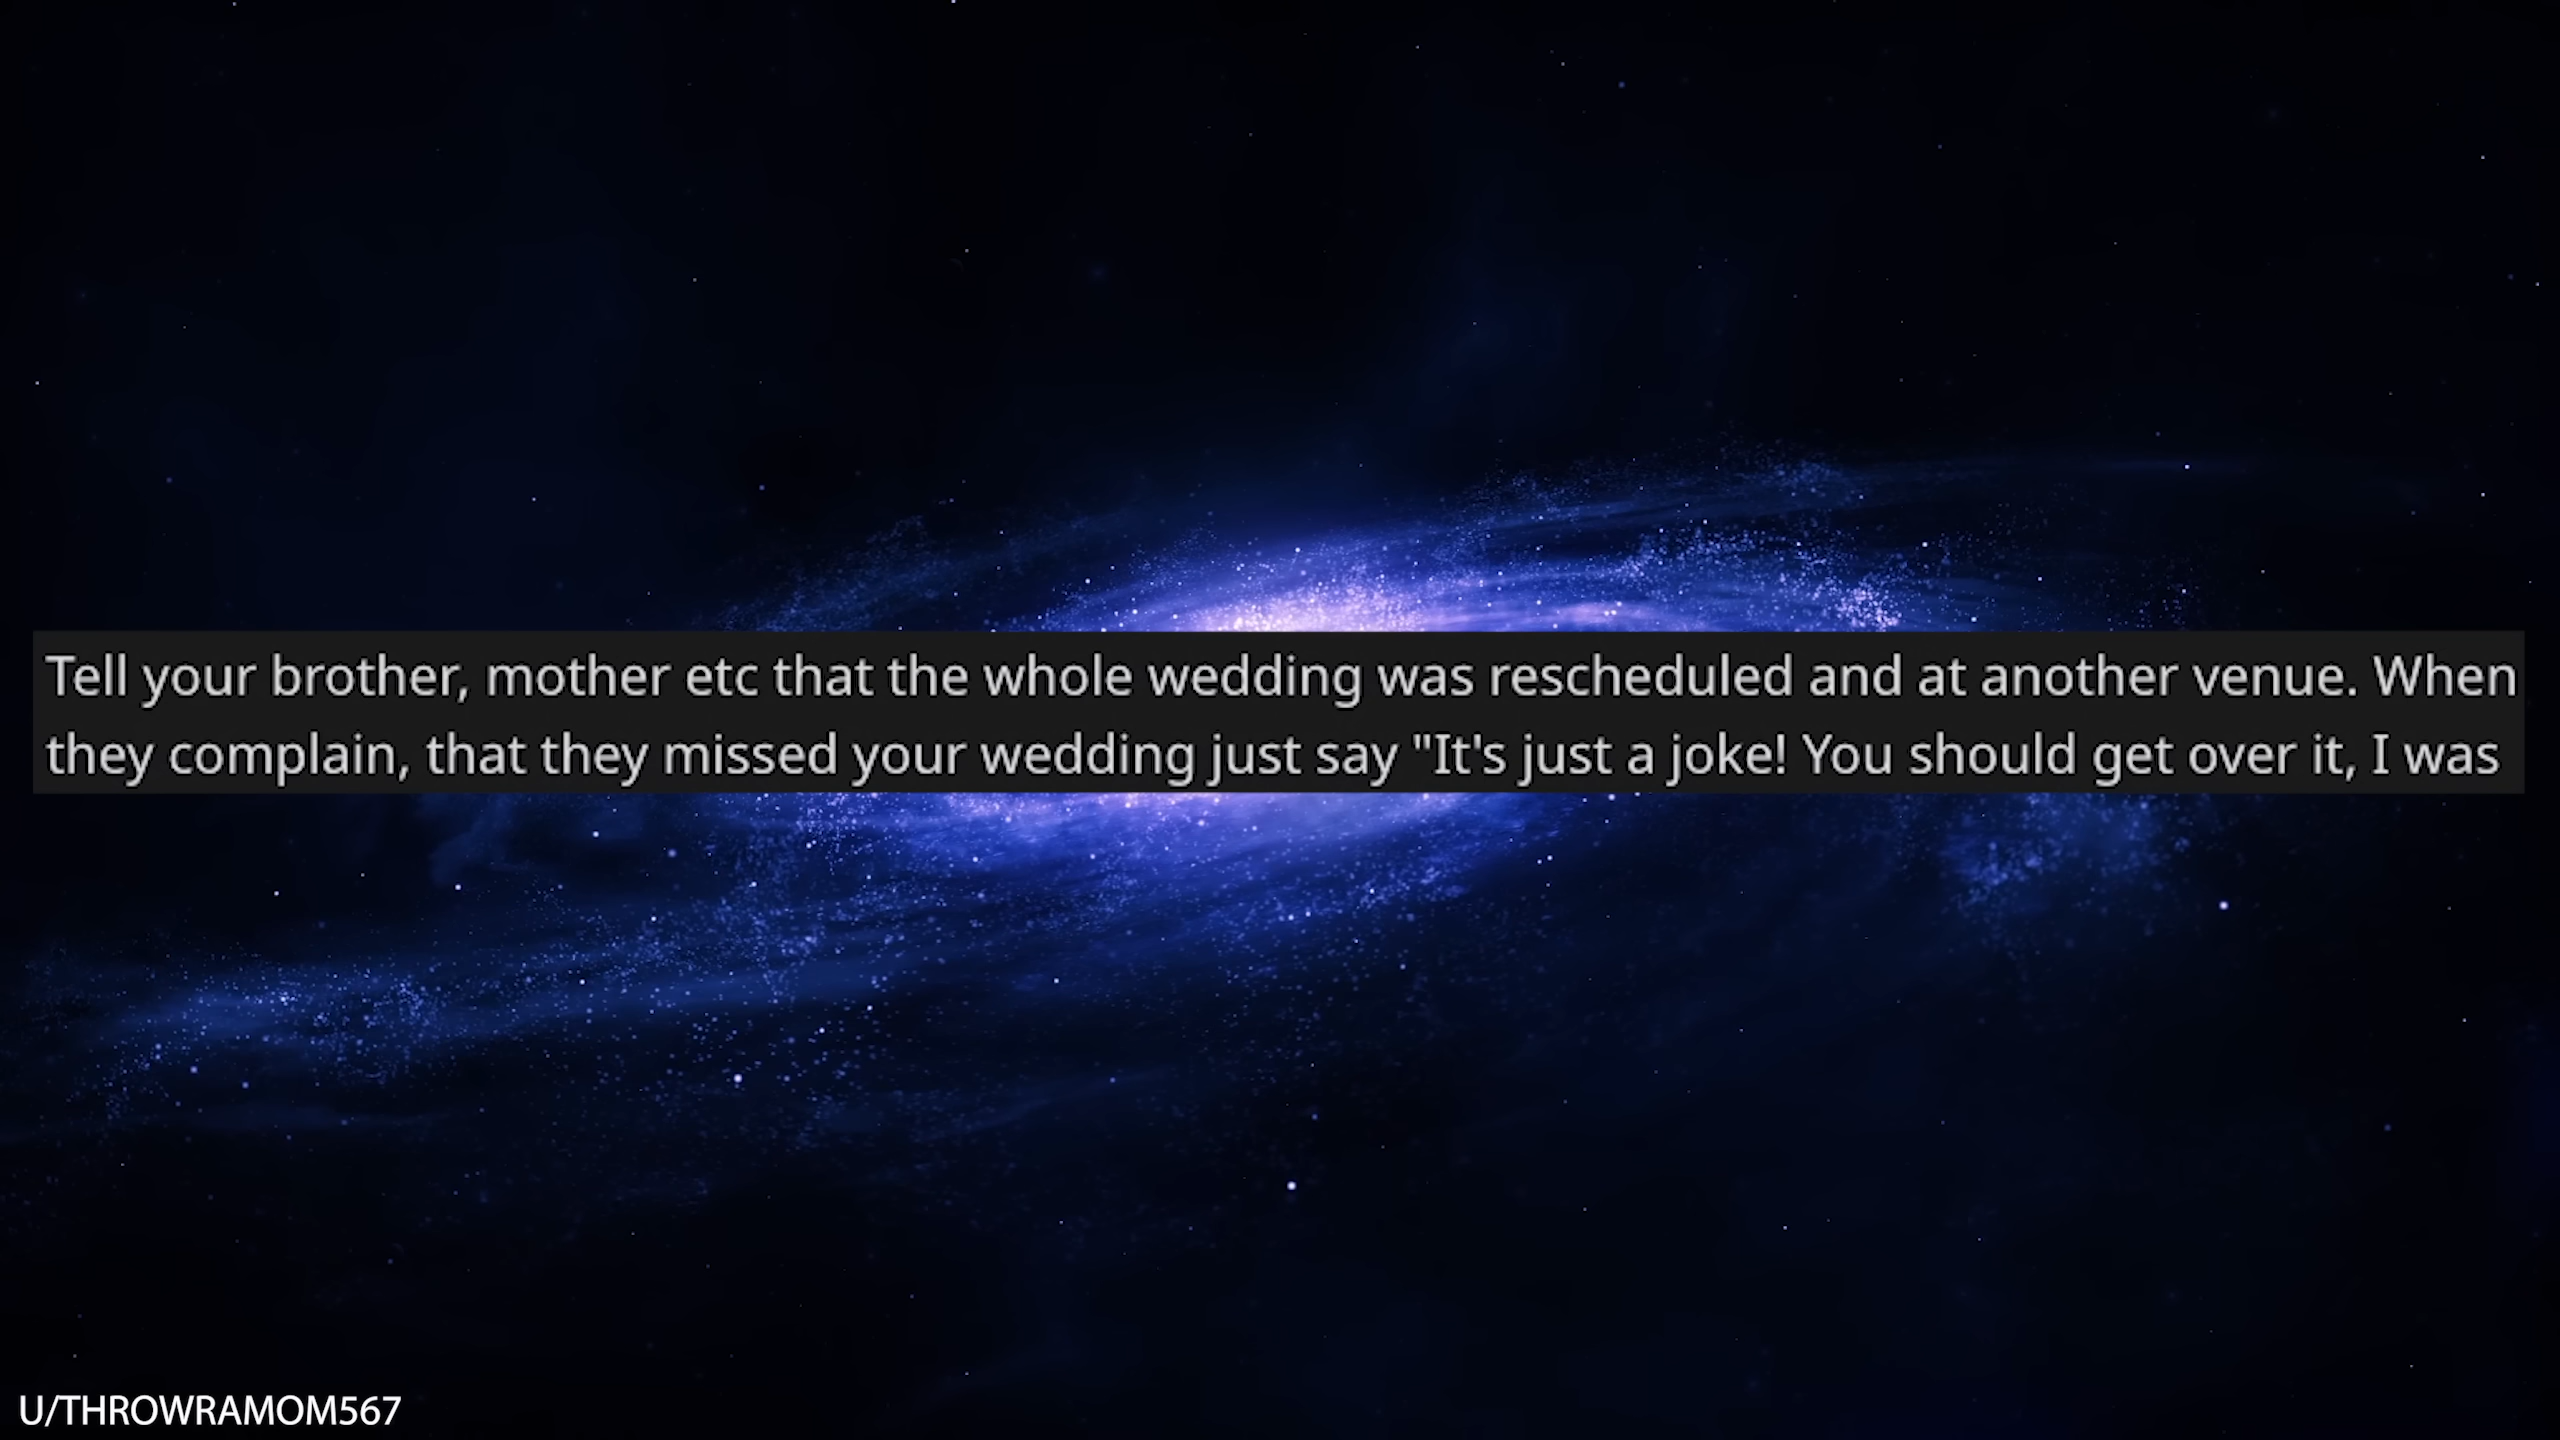 Tell your brother, mother etc that the whole wedding was rescheduled and at another venue. When
they complain, that they missed your wedding just say "It's just a joke! You should get over it, I was
U/THROWRAMOM567